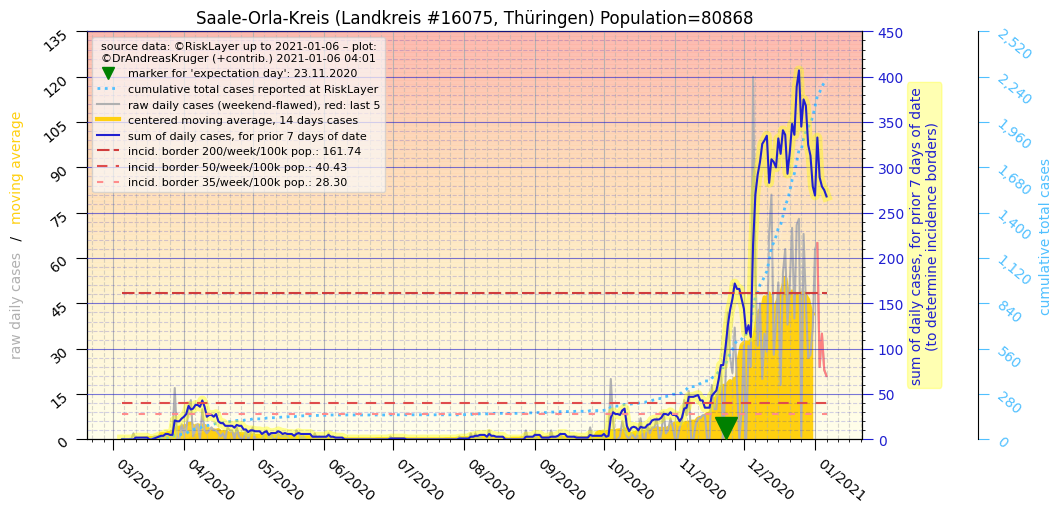 Saale-Orla-Kreis (Landkreis #16075, Thüringen) Population=80868
source data: ©RiskLayer up to 2021-01-06 – plot:
©DrAndreasKruger (+contrib.) 2021-01-06 04:01
marker for 'expectation day': 23.11.2020
cumulative total cases reported at RiskLayer
raw daily cases (weekend-flawed), red: last 5
centered moving average, 14 days cases
sum of daily cases, for prior 7 days of date
incid. border 200/week/100k pop.: 161.74
incid. border 50/week/100k pop.: 40.43
incid. border 35/week/100k pop.: 28.30
raw daily cases / moving average
135
120
105
90
75
60
45
30
15
0
03/2020
04/2020
05/2020
06/2020
07/2020
08/2020
09/2020
10/2020
11/2020
12/2020
01/2021
450
400
350
300
250
200
150
100
50
0
sum of daily cases, for prior 7 days of date
(to determine incidence borders)
2,520
2,240
1,960
1,680
1,400
1,120
840
560
280
0
cumulative total cases